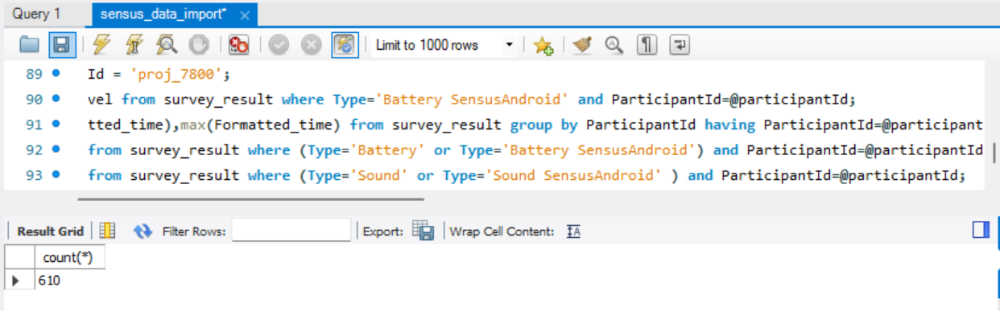 Query 1
sensus_data_import*
Limit to 1000 rows
89 Id = 'proj_7800';
90 vel from survey_result where Type='Battery SensusAndroid' and ParticipantId=@participantId;
91 tted_time),max(Formatted_time) from survey_result group by ParticipantId having ParticipantId=@participant
92 from survey_result where (Type='Battery' or Type='Battery SensusAndroid') and ParticipantId=@participantId
93 from survey_result where (Type='Sound' or Type='Sound SensusAndroid' ) and ParticipantId=@participantId;
Result Grid Filter Rows: Export: Wrap Cell Content: IA
count(*)
610